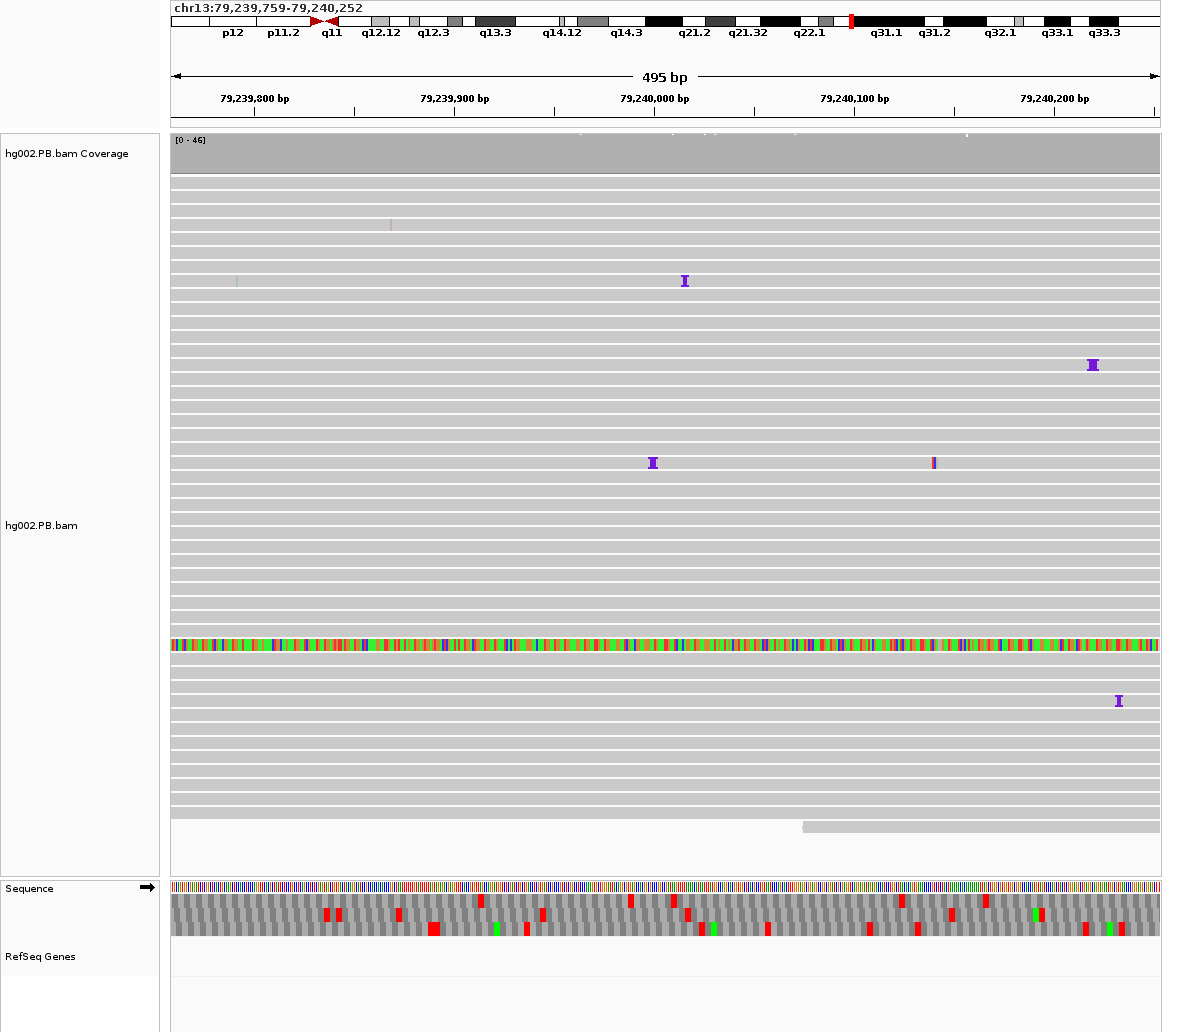 chr13:79,239,759-79,240,252
p12 p11.2 q11 q12.12 q12.3 q13.3 q14.12 q14.3 q21.2 q21.32 q22.1 q31.1 q31.2 q32.1 q33.1 q33.3
495 bp
79,239,800 bp 79,239,900 bp 79,240,000 bp 79,240,100 bp 79,240,200 bp
[0 - 46]
hg002.PB.bam Coverage
hg002.PB.bam
Sequence
RefSeq Genes